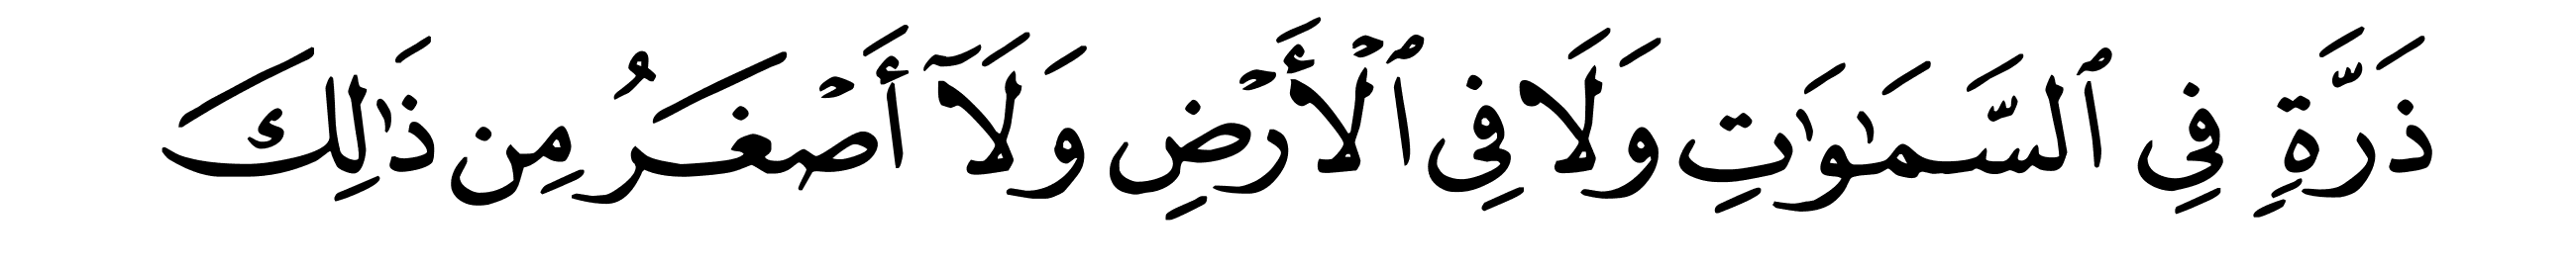 ذَرَّةٍ فِى ٱلسَّمَـٰوَٰتِ وَلَا فِى ٱلْأَرْضِ وَلَآ أَصْغَرُ مِن ذَٰلِكَ